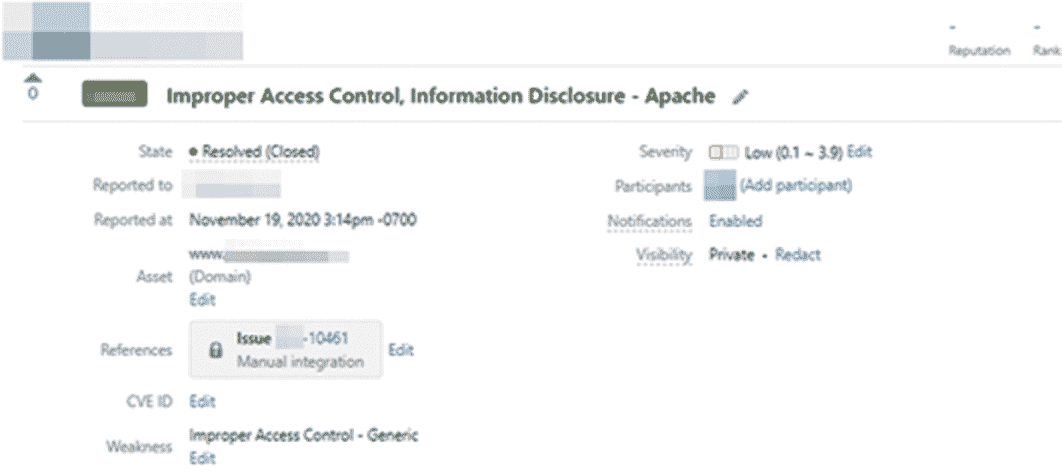 -
-
Reputation
Rank
0
Improper Access Control, Information Disclosure - Apache
State
Resolved (Closed)
Severity
Low (0.1 ~ 3.9) Edit
Reported to
Participants
(Add participant)
Reported at
November 19, 2020 3:14pm -0700
Notifications
Enabled
www.
Visibility
Private • Redact
Asset
(Domain)
Edit
References
Issue -10461
Manual integration
Edit
CVE ID
Edit
Weakness
Improper Access Control - Generic
Edit